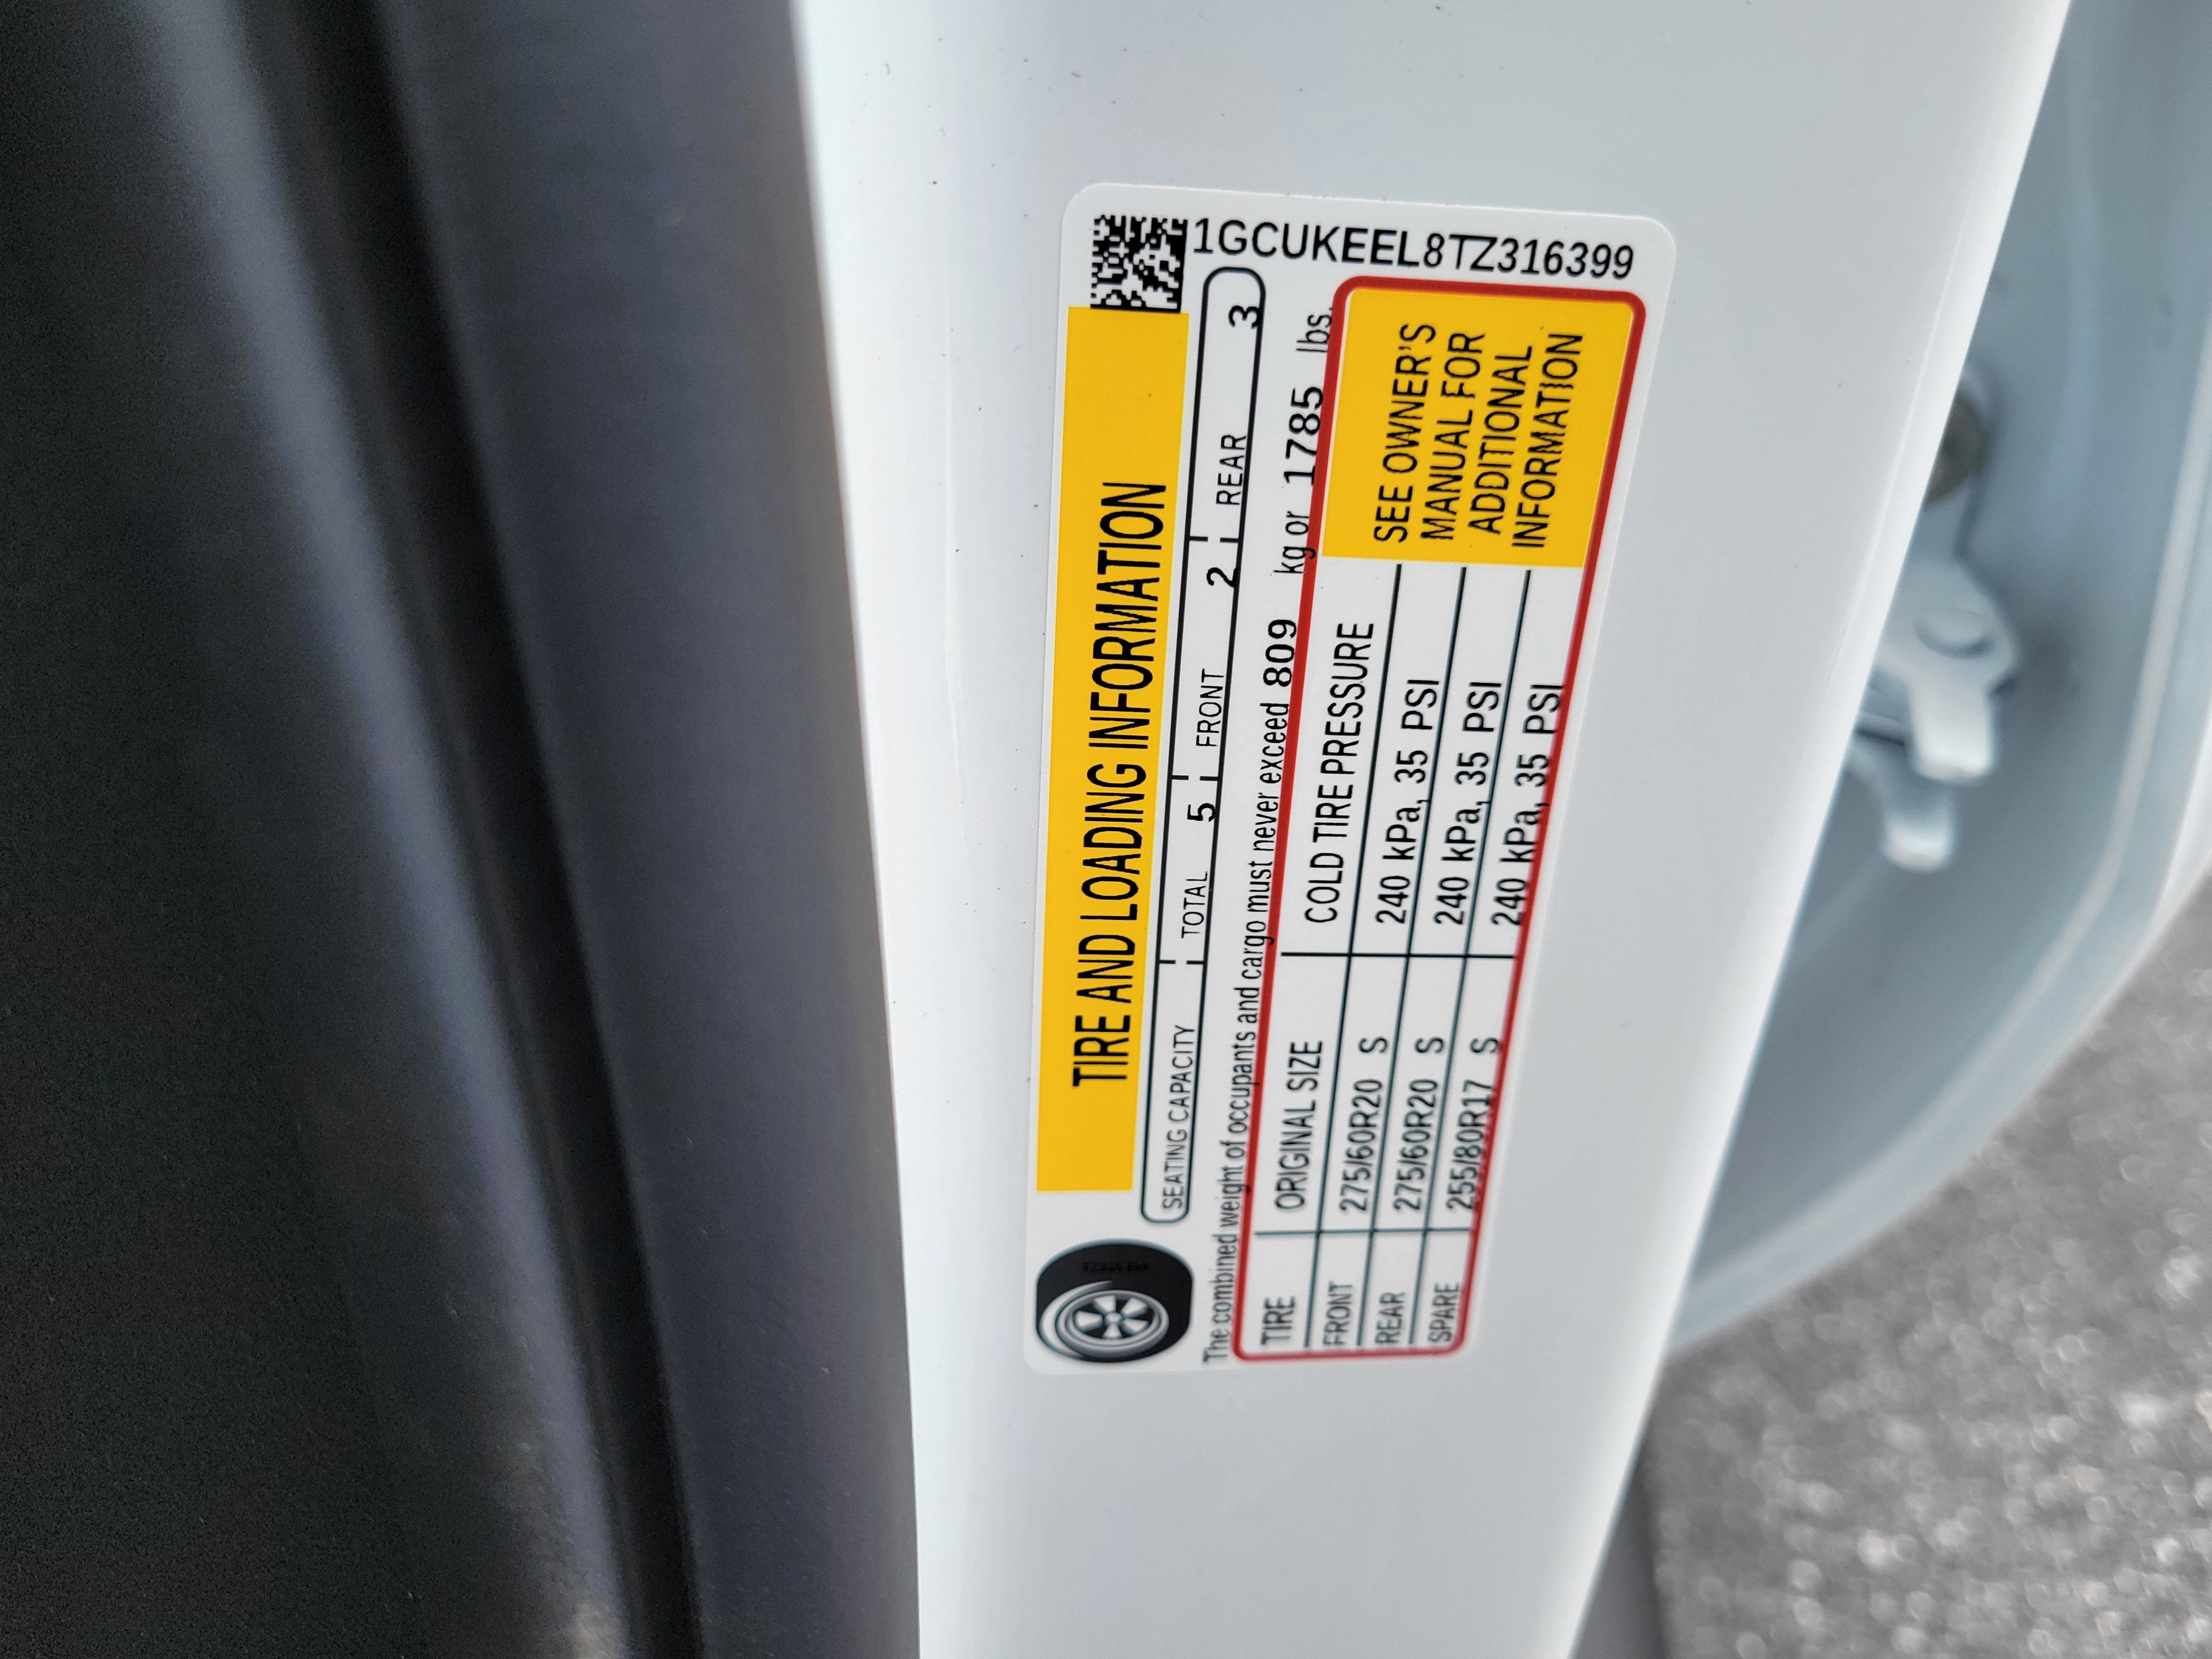 TIRE AND LOADING INFORMATION
1GCUKEEL8TZ316399
SEATING CAPACITY TOTAL 5 FRONT 2 REAR 3
The combined weight of occupants and cargo must never exceed 809 kg or 1785 lbs.
TIRE ORIGINAL SIZE COLD TIRE PRESSURE
FRONT 275/60R20 S 240 kPa, 35 PSI
REAR 275/60R20 S 240 kPa, 35 PSI
SPARE 255/80R17 S 240 kPa, 35 PSI
SEE OWNER'S
MANUAL FOR
ADDITIONAL
INFORMATION